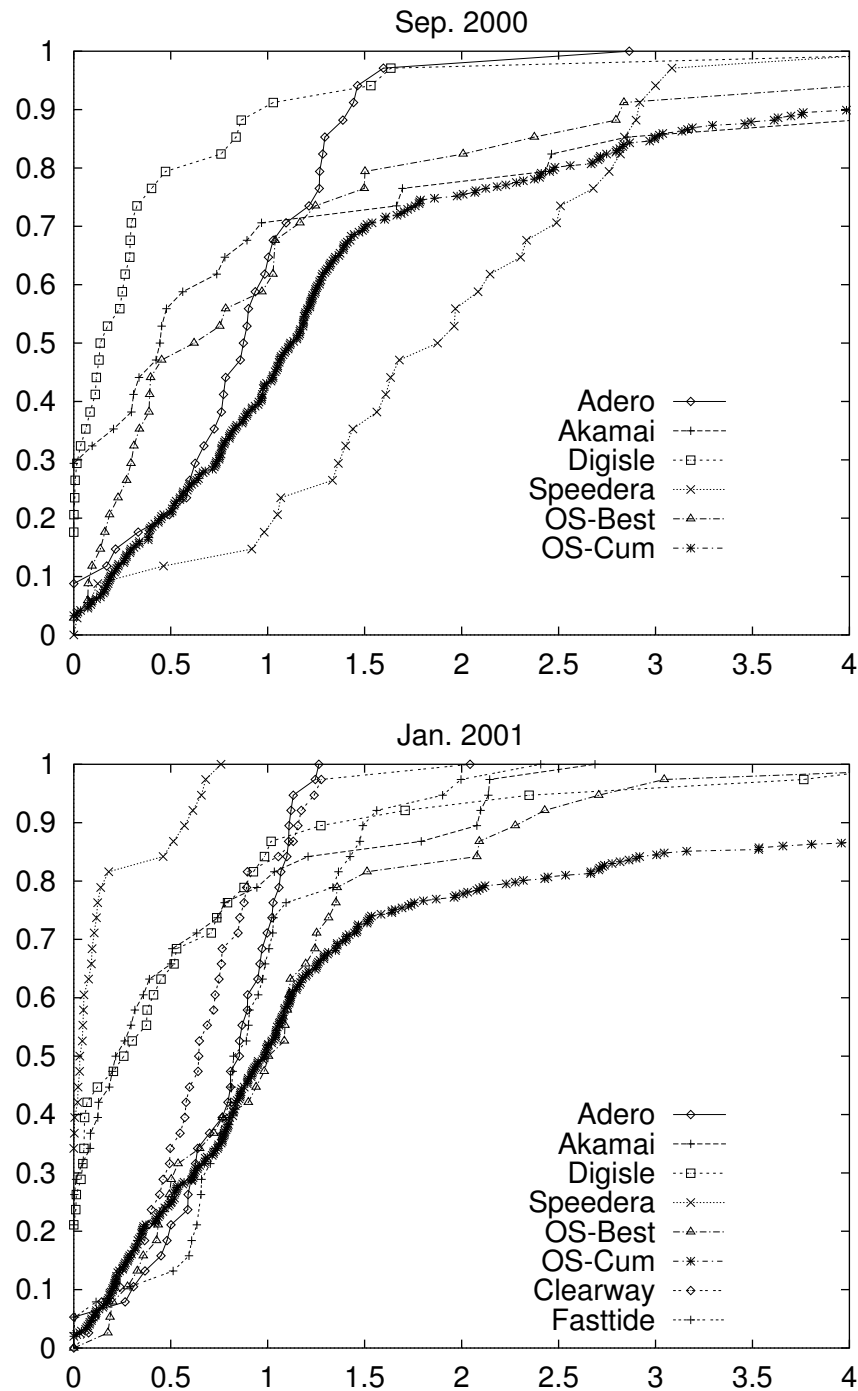 Sep. 2000
1
0.9
0.8
0.7
0.6
0.5
0.4
0.3
0.2
0.1
0
Adero
Akamai
Digisle
Speedera
OS-Best
OS-Cum
0 0.5 1 1.5 2 2.5 3 3.5 4
Jan. 2001
1
0.9
0.8
0.7
0.6
0.5
0.4
0.3
0.2
0.1
0
Adero
Akamai
Digisle
Speedera
OS-Best
OS-Cum
Clearway
Fasttide
0 0.5 1 1.5 2 2.5 3 3.5 4